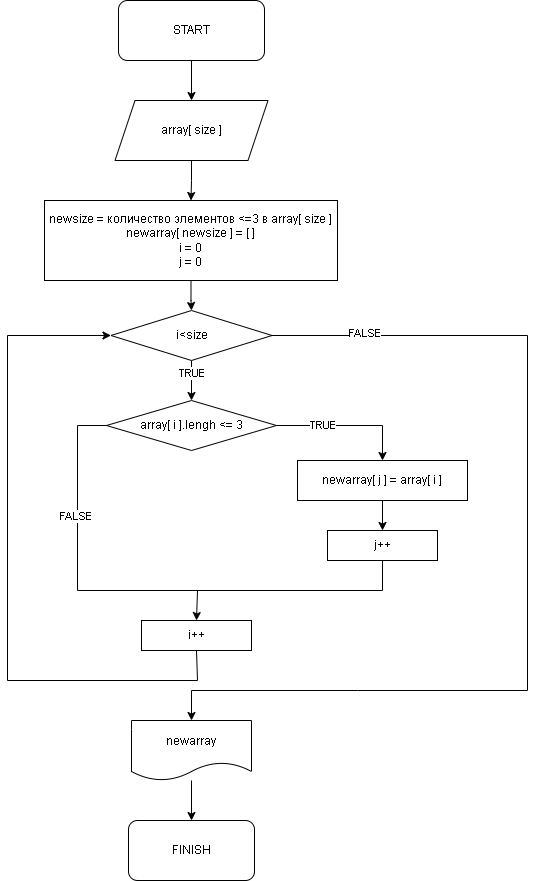 START
array[ size ]
newsize = количество элементов <=3 в array[ size ]
newarray[ newsize ] = [ ]
i = 0
j = 0
i<size
FALSE
TRUE
array[ i ].lengh <= 3
TRUE
newarray[ j ] = array[ i ]
FALSE
j++
i++
newarray
FINISH